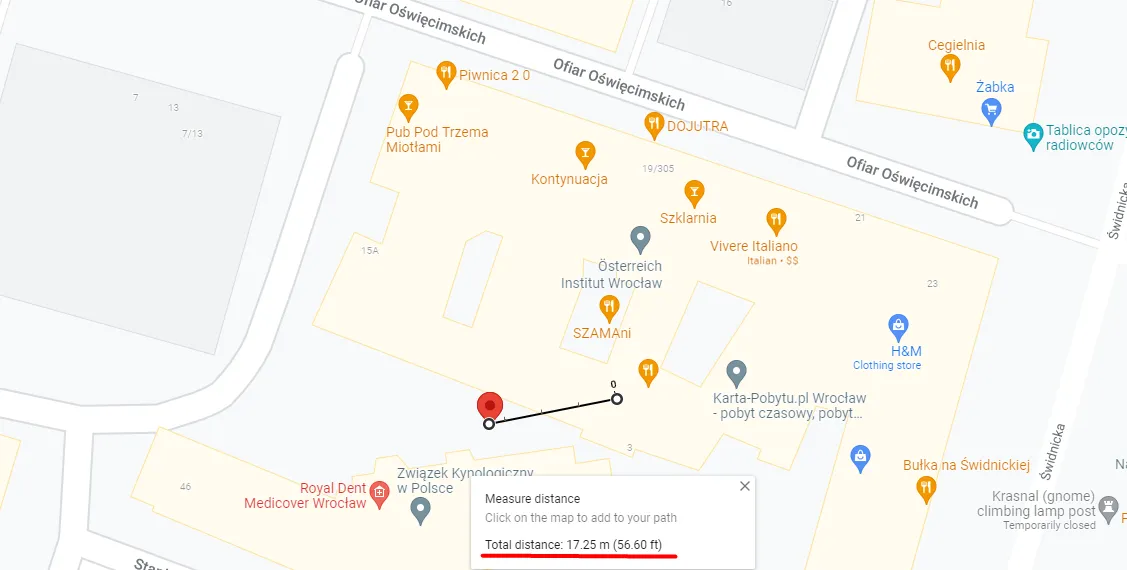 Ofiar Oświęcimskich
16
Cegielnia
Ofiar Oświęcimskich
Piwnica 2 0
Żabka
7
13
7/13
Pub Pod Trzema
Miotłami
DOJUTRA
Tablica opozy
radiowców
Kontynuacja
19/305
Ofiar Oświęcimskich
Szklarnia
21
Świdnicka
15A
Vivere Italiano
Italian • $$
Österreich
Institut Wrocław
23
SZAMAni
H&M
Clothing store
0
Karta-Pobytu.pl Wrocław
- pobyt czasowy, pobyt...
3
Świdnicka
Bułka na Świdnickiej
46
Związek Kynologiczny
w Polsce
Royal Dent
Medicover Wrocław
Krasnal (gnome)
climbing lamp post
Temporarily closed
Measure distance
Click on the map to add to your path
Total distance: 17.25 m (56.60 ft)